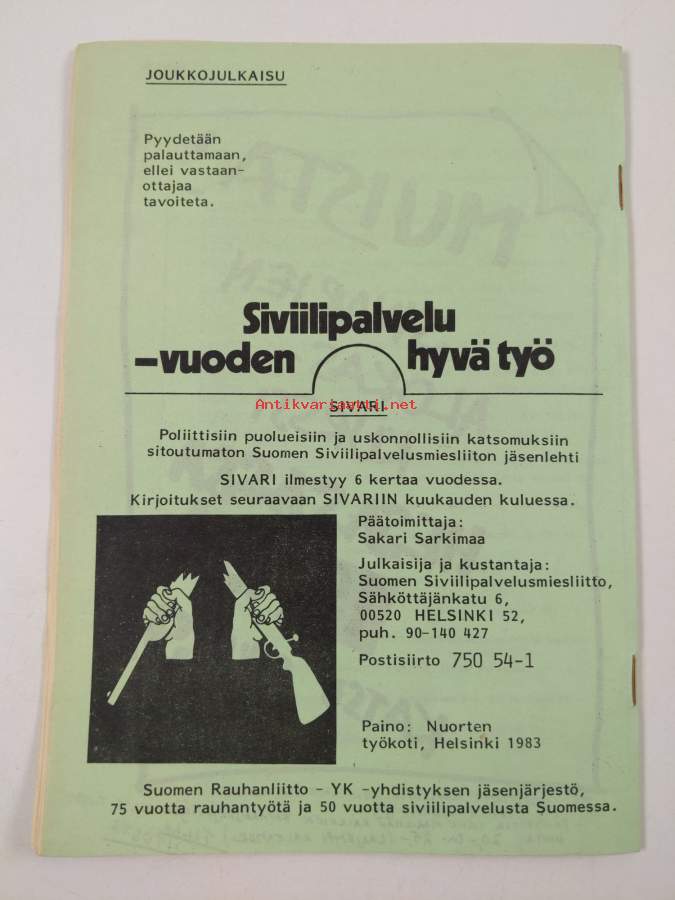 JOUKKOJULKAISU
Pyydetään
palauttamaan,
ellei vastaan-
ottajaa
tavoiteta.
MUISTA
Siviilipalvelu
–vuoden hyvä työ
Antikvariaatti.net
SIVARI
Poliittisiin puolueisiin ja uskonnollisiin katsomuksiin
sitoutumaton Suomen Siviilipalvelusmiesliiton jäsenlehti
SIVARI ilmestyy 6 kertaa vuodessa.
Kirjoitukset seuraavaan SIVARIIN kuukauden kuluessa.
Päätoimittaja:
Sakari Sarkimaa
Julkaisija ja kustantaja:
Suomen Siviilipalvelusmiesliitto,
Sähköttäjänkatu 6,
00520 HELSINKI 52,
puh. 90-140 427
Postisiirto 750 54-1
Paino: Nuorten
työkoti, Helsinki 1983
Suomen Rauhanliitto - YK -yhdistyksen jäsenjärjestö,
75 vuotta rauhantyötä ja 50 vuotta siviilipalvelusta Suomessa.